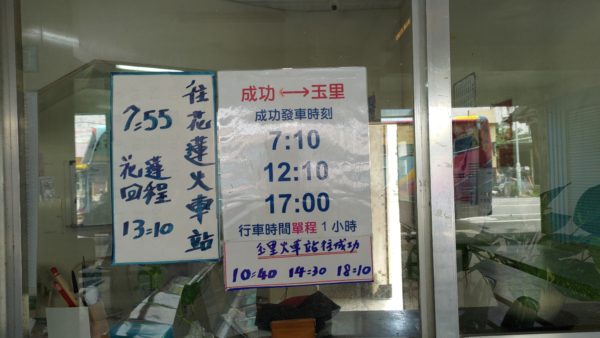 往花蓮火車站
7:55
花蓮
回程
13:10
成功⟷玉里
成功發車時刻
7:10
12:10
17:00
行車時間單程1小時
玉里火車站往成功
10:40 14:30 18:10